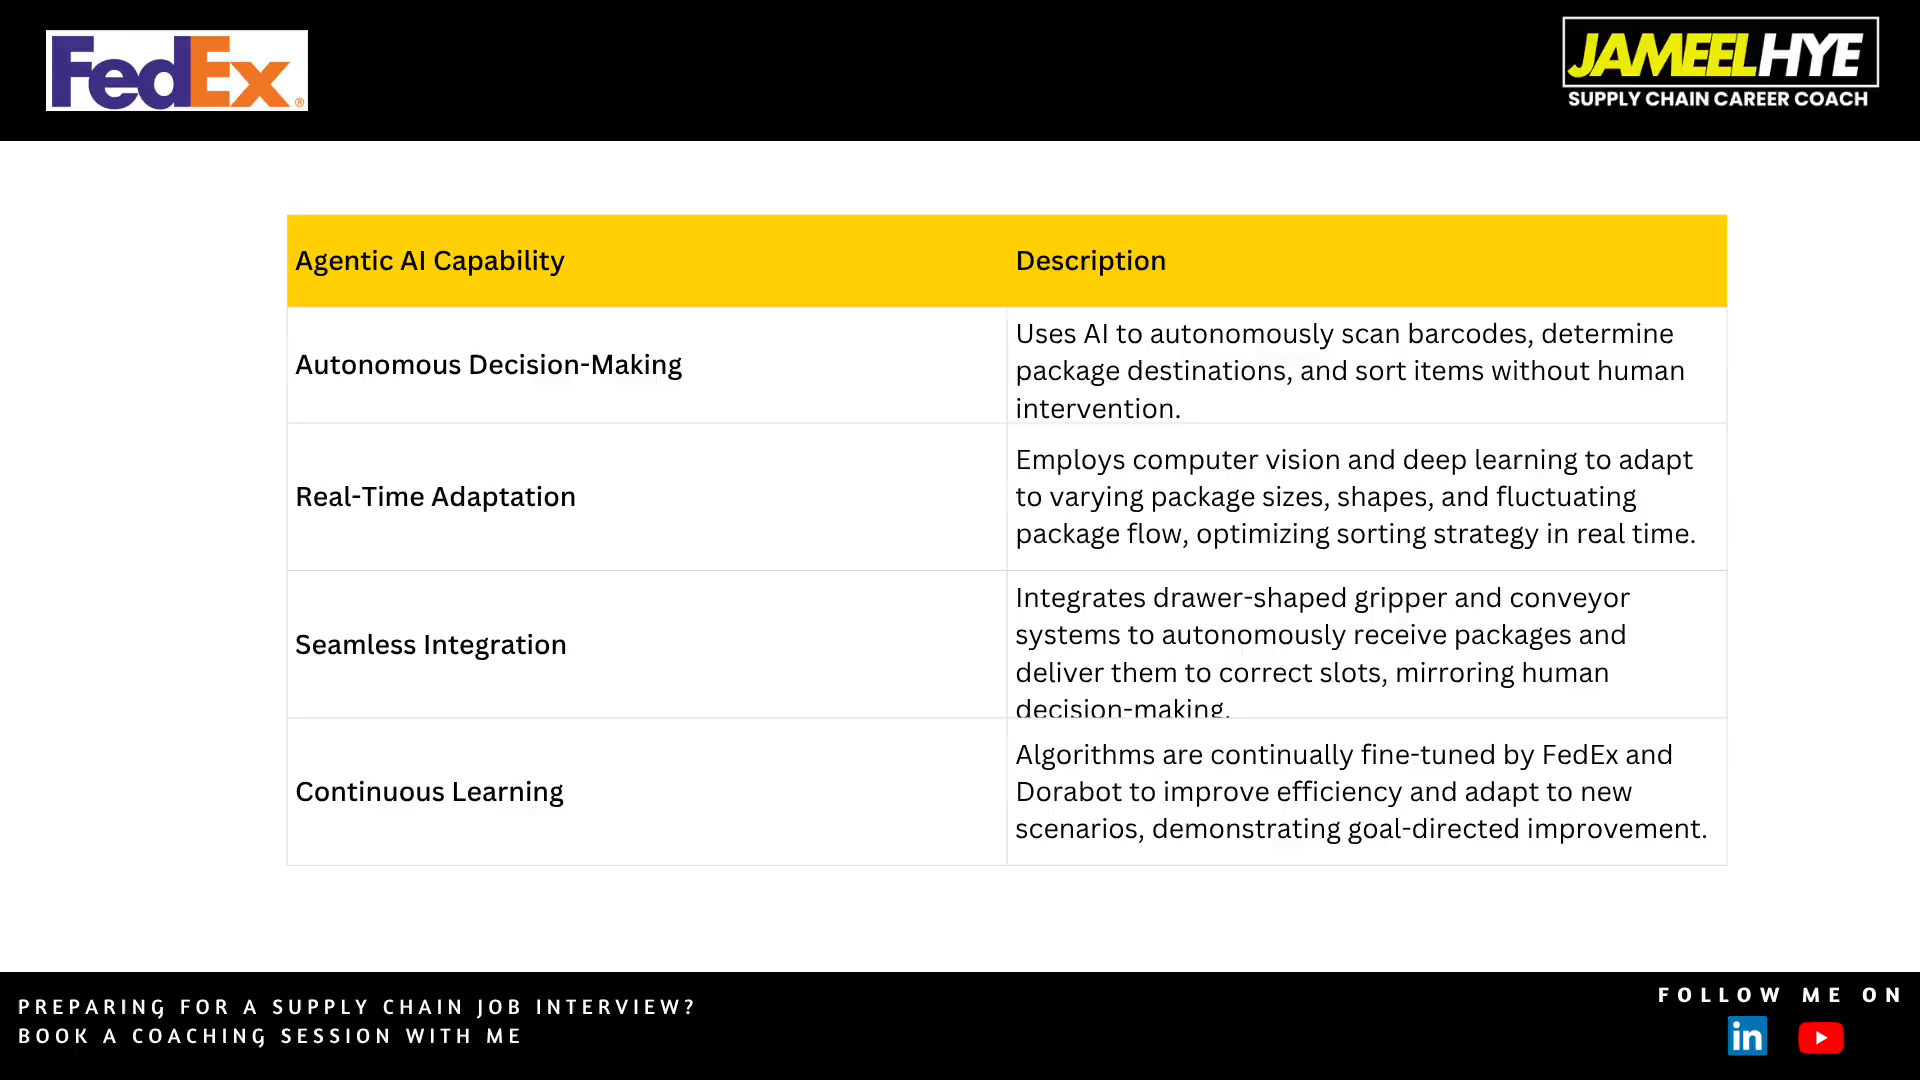 FedEx®
JAMEELHYE
SUPPLY CHAIN CAREER COACH
Agentic AI Capability
Description
Autonomous Decision-Making
Uses AI to autonomously scan barcodes, determine
package destinations, and sort items without human
intervention.
Real-Time Adaptation
Employs computer vision and deep learning to adapt
to varying package sizes, shapes, and fluctuating
package flow, optimizing sorting strategy in real time.
Seamless Integration
Integrates drawer-shaped gripper and conveyor
systems to autonomously receive packages and
deliver them to correct slots, mirroring human
decision-making.
Continuous Learning
Algorithms are continually fine-tuned by FedEx and
Dorabot to improve efficiency and adapt to new
scenarios, demonstrating goal-directed improvement.
PREPARING FOR A SUPPLY CHAIN JOB INTERVIEW?
BOOK A COACHING SESSION WITH ME
FOLLOW ME ON
in